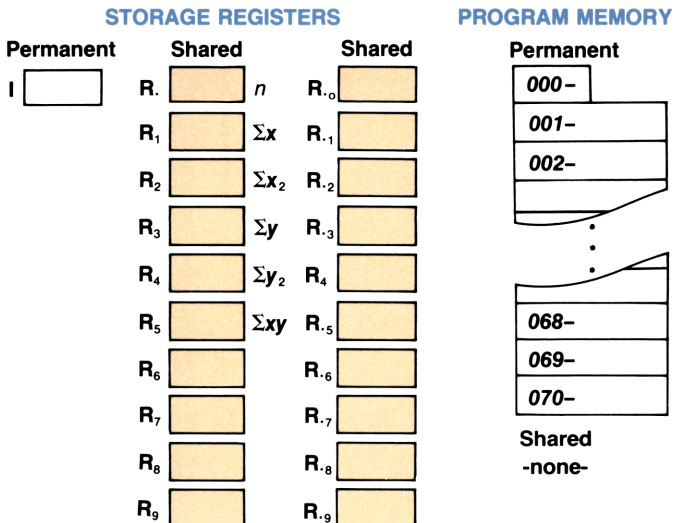 STORAGE REGISTERS PROGRAM MEMORY
Permanent Shared Shared Permanent
I R. n R.₀ 000–
R₁ Σx R.₁ 001–
R₂ Σx₂ R.₂ 002–
R₃ Σy R.₃
R₄ Σy₂ R₄
R₅ Σxy R.₅ 068–
R₆ R.₆ 069–
R₇ R.₇ 070–
R₈ R.₈ Shared
-none-
R₉ R.₉